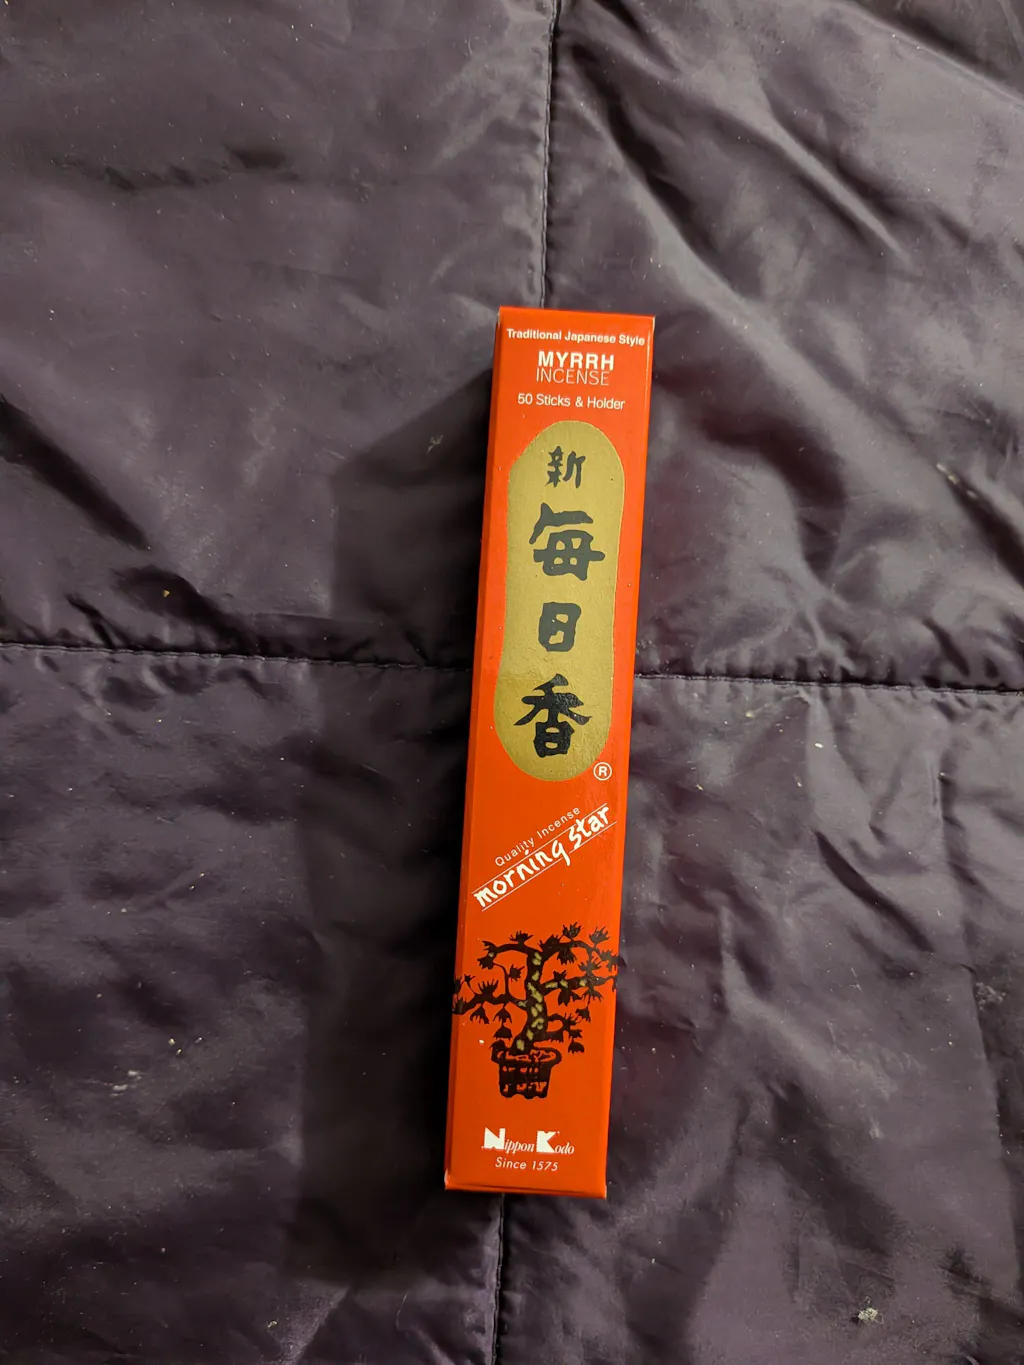 Traditional Japanese Style
MYRRH
INCENSE
50 Sticks & Holder
新
毎
日
香
®
Quality Incense
morning star
Nippon Kodo
Since 1575